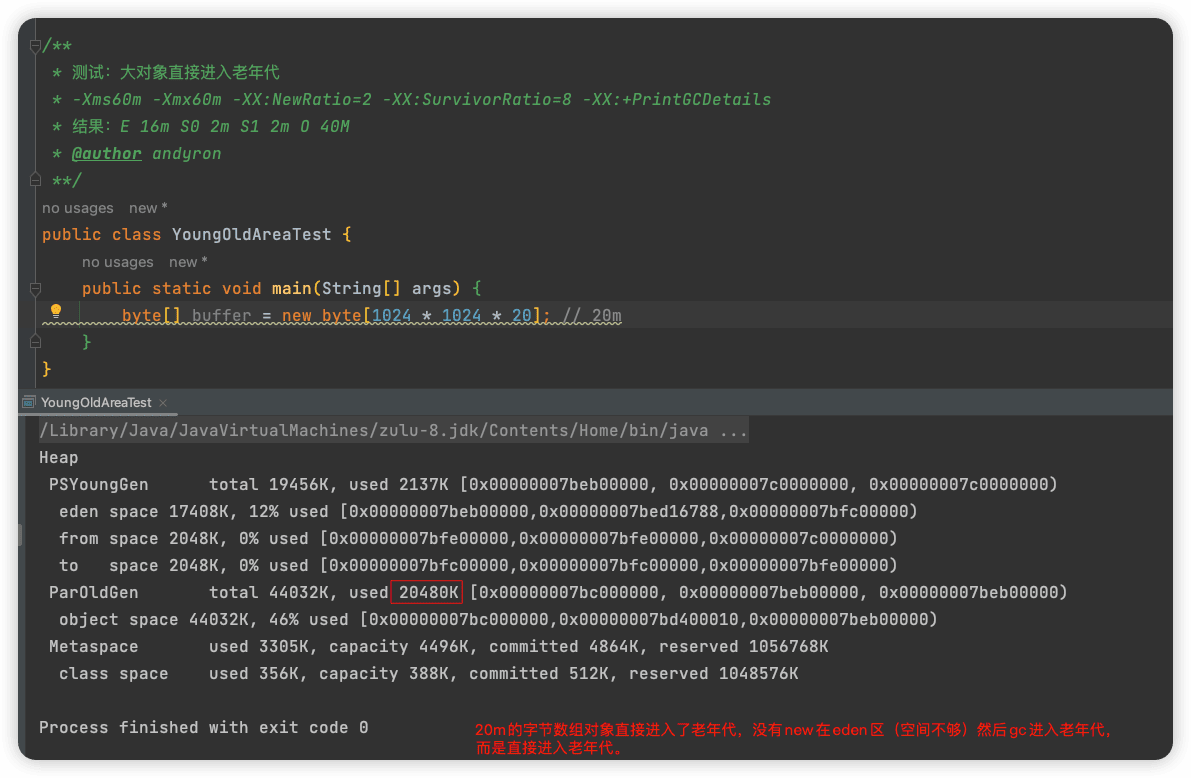 /**
* 测试：大对象直接进入老年代
* -Xms60m -Xmx60m -XX:NewRatio=2 -XX:SurvivorRatio=8 -XX:+PrintGCDetails
* 结果：E 16m S0 2m S1 2m O 40M
* @author andyron
**/
no usages new *
public class YoungOldAreaTest {
no usages new *
public static void main(String[] args) {
byte[] buffer = new byte[1024 * 1024 * 20]; // 20m
}
}
YoungOldAreaTest ×
/Library/Java/JavaVirtualMachines/zulu-8.jdk/Contents/Home/bin/java ...
Heap
PSYoungGen total 19456K, used 2137K [0x00000007beb00000, 0x00000007c0000000, 0x00000007c0000000)
eden space 17408K, 12% used [0x00000007beb00000,0x00000007bed16788,0x00000007bfc00000)
from space 2048K, 0% used [0x00000007bfe00000,0x00000007bfe00000,0x00000007c0000000)
to space 2048K, 0% used [0x00000007bfc00000,0x00000007bfc00000,0x00000007bfe00000)
ParOldGen total 44032K, used 20480K [0x00000007bc000000, 0x00000007beb00000, 0x00000007beb00000)
object space 44032K, 46% used [0x00000007bc000000,0x00000007bd400010,0x00000007beb00000)
Metaspace used 3305K, capacity 4496K, committed 4864K, reserved 1056768K
class space used 356K, capacity 388K, committed 512K, reserved 1048576K
Process finished with exit code 0
20m的字节数组对象直接进入了老年代，没有new在eden区（空间不够）然后gc进入老年代，
而是直接进入老年代。